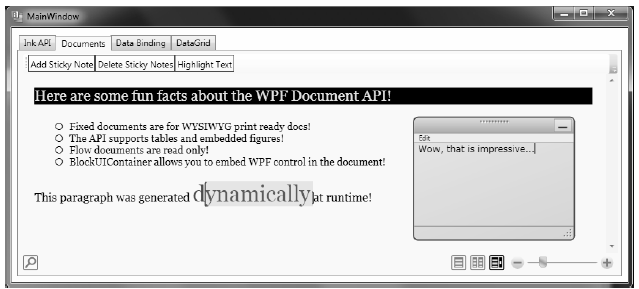 MainWindow
Ink API Documents Data Binding DataGrid
Add Sticky Note Delete Sticky Notes Highlight Text
Here are some fun facts about the WPF Document API!
Fixed documents are for WYSIWYG print ready docs!
The API supports tables and embedded figures!
Flow documents are read only!
BlockUIContainer allows you to embed WPF control in the document!
Edit
Wow, that is impressive...
This paragraph was generated dynamically at runtime!